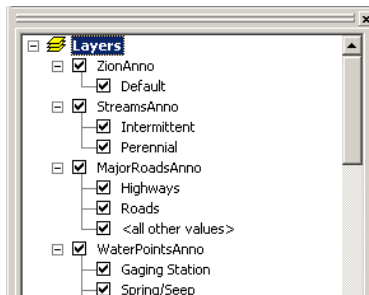 Layers
ZionAnno
Default
StreamsAnno
Intermittent
Perennial
MajorRoadsAnno
Highways
Roads
<all other values>
WaterPointsAnno
Gaging Station
Spring/Seep